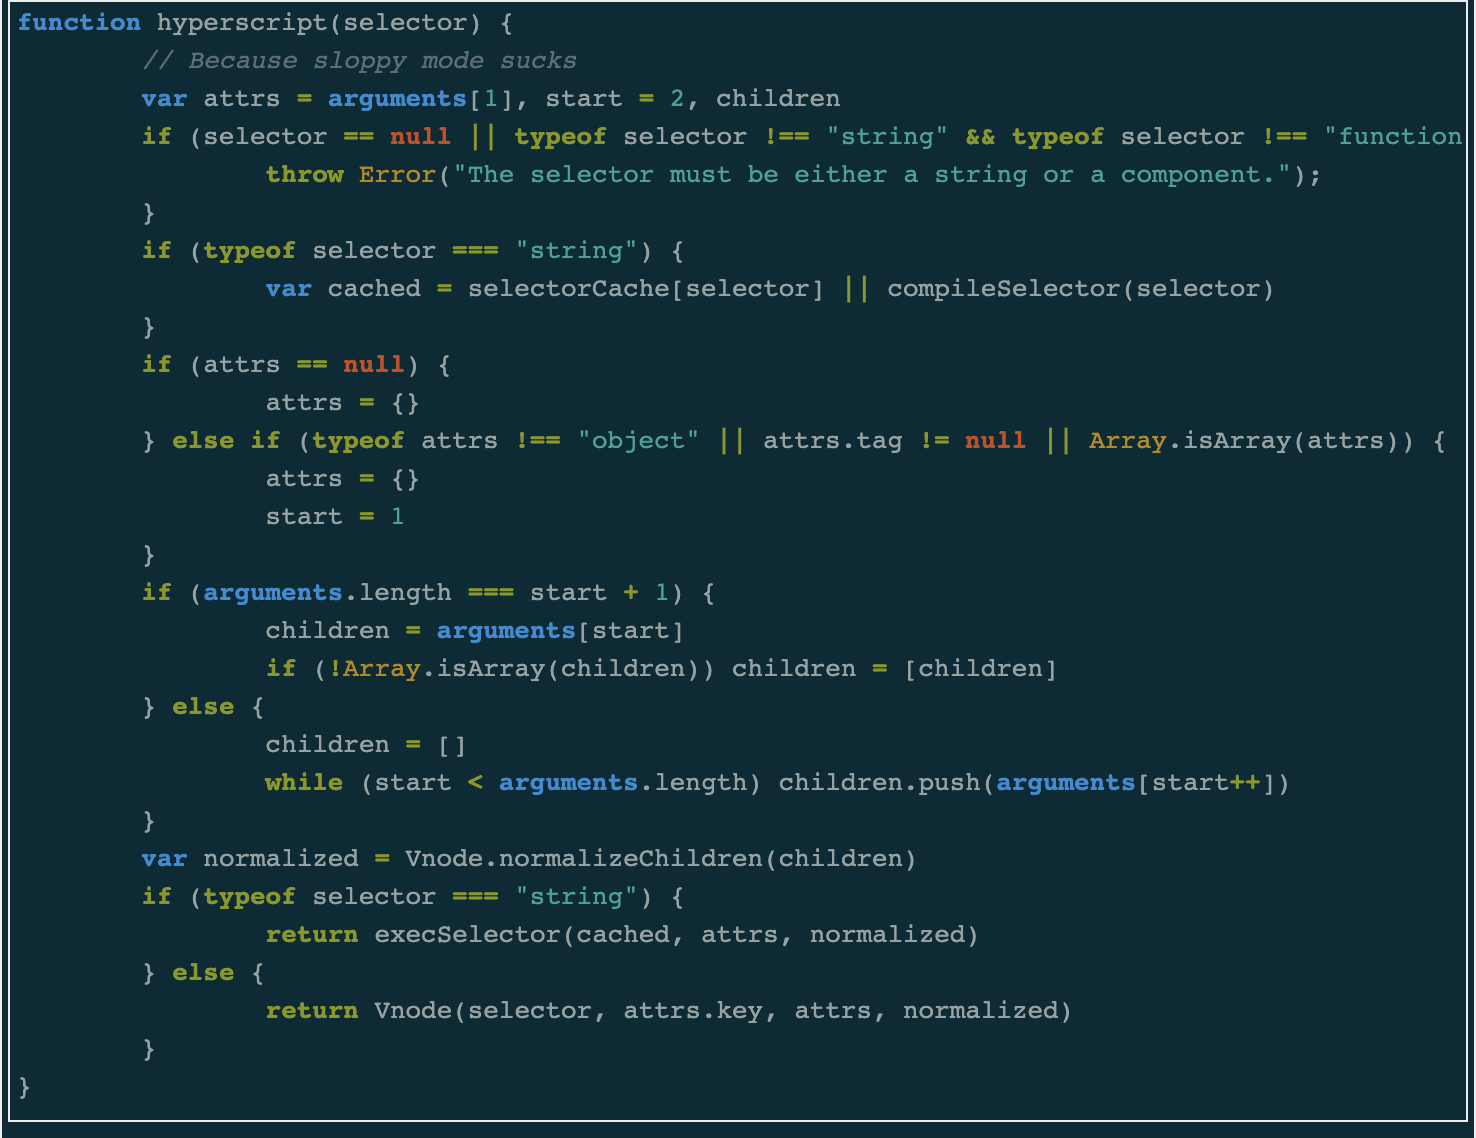 function hyperscript(selector) {
        // Because sloppy mode sucks
        var attrs = arguments[1], start = 2, children
        if (selector == null || typeof selector !== "string" && typeof selector !== "function
                throw Error("The selector must be either a string or a component.");
        }
        if (typeof selector === "string") {
                var cached = selectorCache[selector] || compileSelector(selector)
        }
        if (attrs == null) {
                attrs = {}
        } else if (typeof attrs !== "object" || attrs.tag != null || Array.isArray(attrs)) {
                attrs = {}
                start = 1
        }
        if (arguments.length === start + 1) {
                children = arguments[start]
                if (!Array.isArray(children)) children = [children]
        } else {
                children = []
                while (start < arguments.length) children.push(arguments[start++])
        }
        var normalized = Vnode.normalizeChildren(children)
        if (typeof selector === "string") {
                return execSelector(cached, attrs, normalized)
        } else {
                return Vnode(selector, attrs.key, attrs, normalized)
        }
}